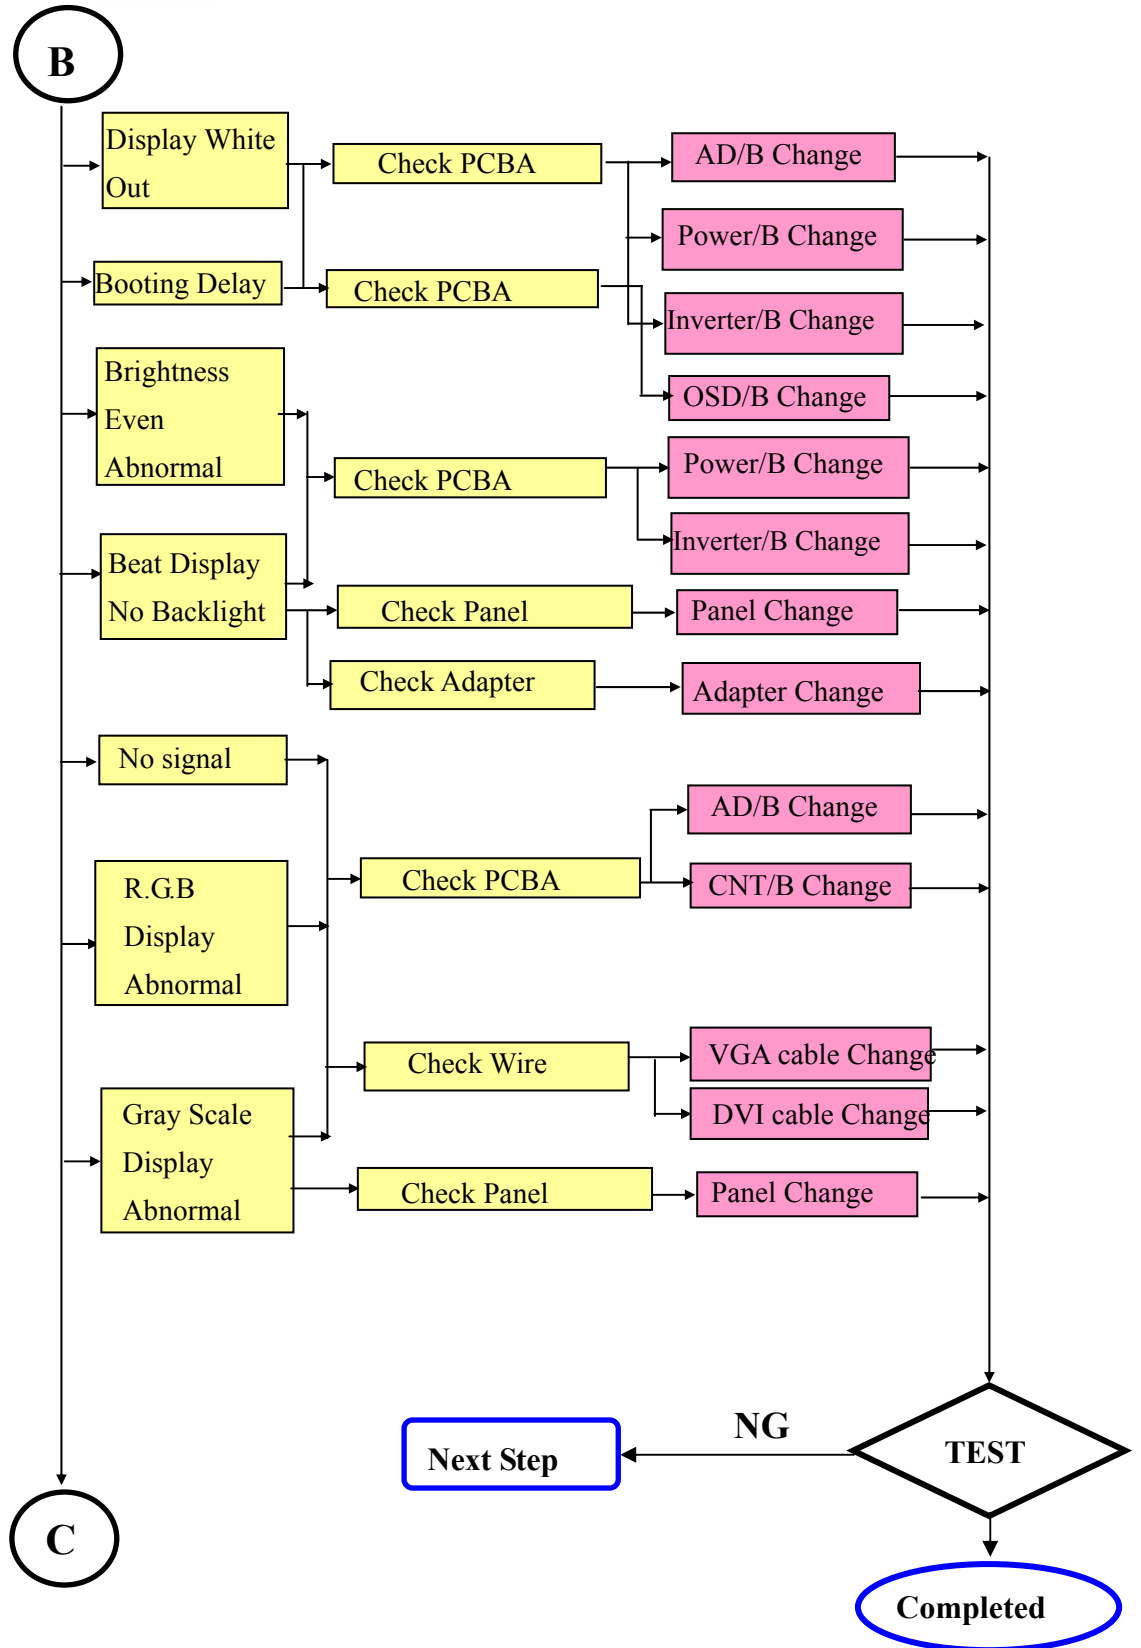 B
Display White
Out
Check PCBA
AD/B Change
Power/B Change
Booting Delay
Check PCBA
Inverter/B Change
OSD/B Change
Brightness
Even
Abnormal
Check PCBA
Power/B Change
Inverter/B Change
Beat Display
No Backlight
Check Panel
Panel Change
Check Adapter
Adapter Change
No signal
R.G.B
Display
Abnormal
Check PCBA
AD/B Change
CNT/B Change
Check Wire
VGA cable Change
DVI cable Change
Gray Scale
Display
Abnormal
Check Panel
Panel Change
TEST
NG
Next Step
C
Completed